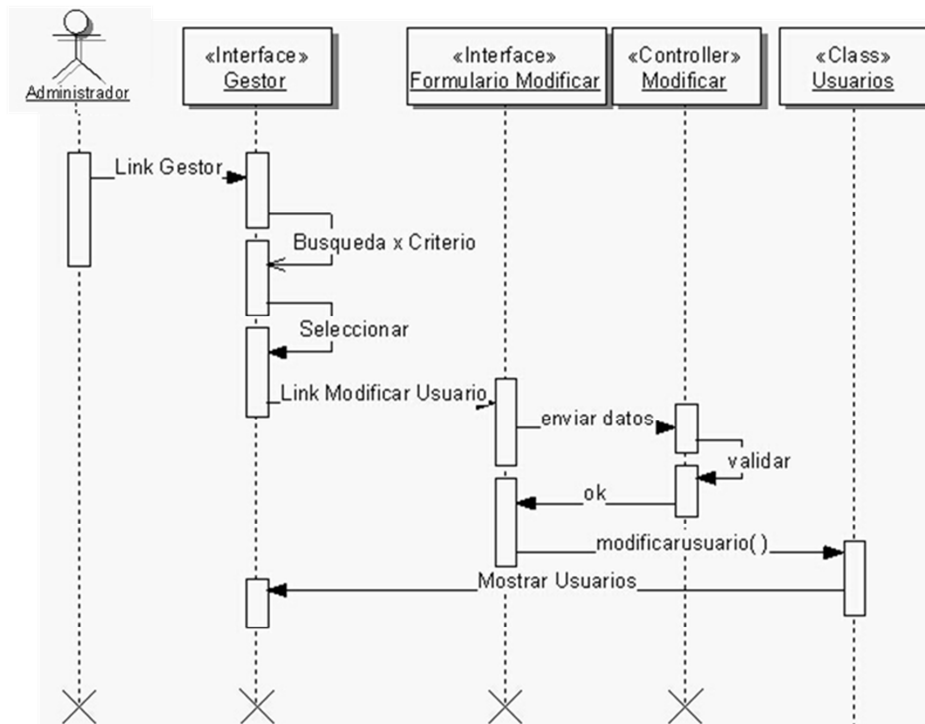 Administrador
«Interface»
Gestor
«Interface»
Formulario Modificar
«Controller»
Modificar
«Class»
Usuarios
Link Gestor
Busqueda x Criterio
Seleccionar
Link Modificar Usuario
enviar datos
validar
ok
modificarusuario( )
Mostrar Usuarios